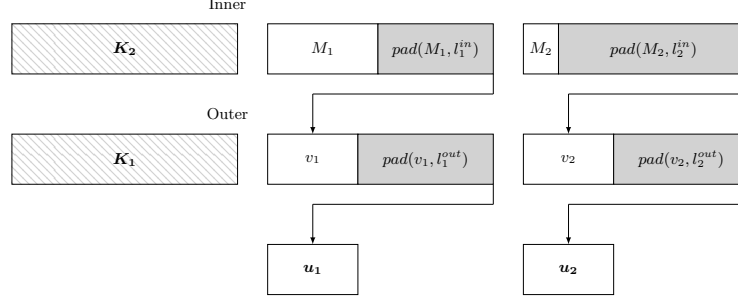 Inner
K₂ M₁ pad(M₁, l₁ⁱⁿ) M₂ pad(M₂, l₂ⁱⁿ)
Outer
K₁ v₁ pad(v₁, l₁ᵒᵘᵗ) v₂ pad(v₂, l₂ᵒᵘᵗ)
u₁ u₂